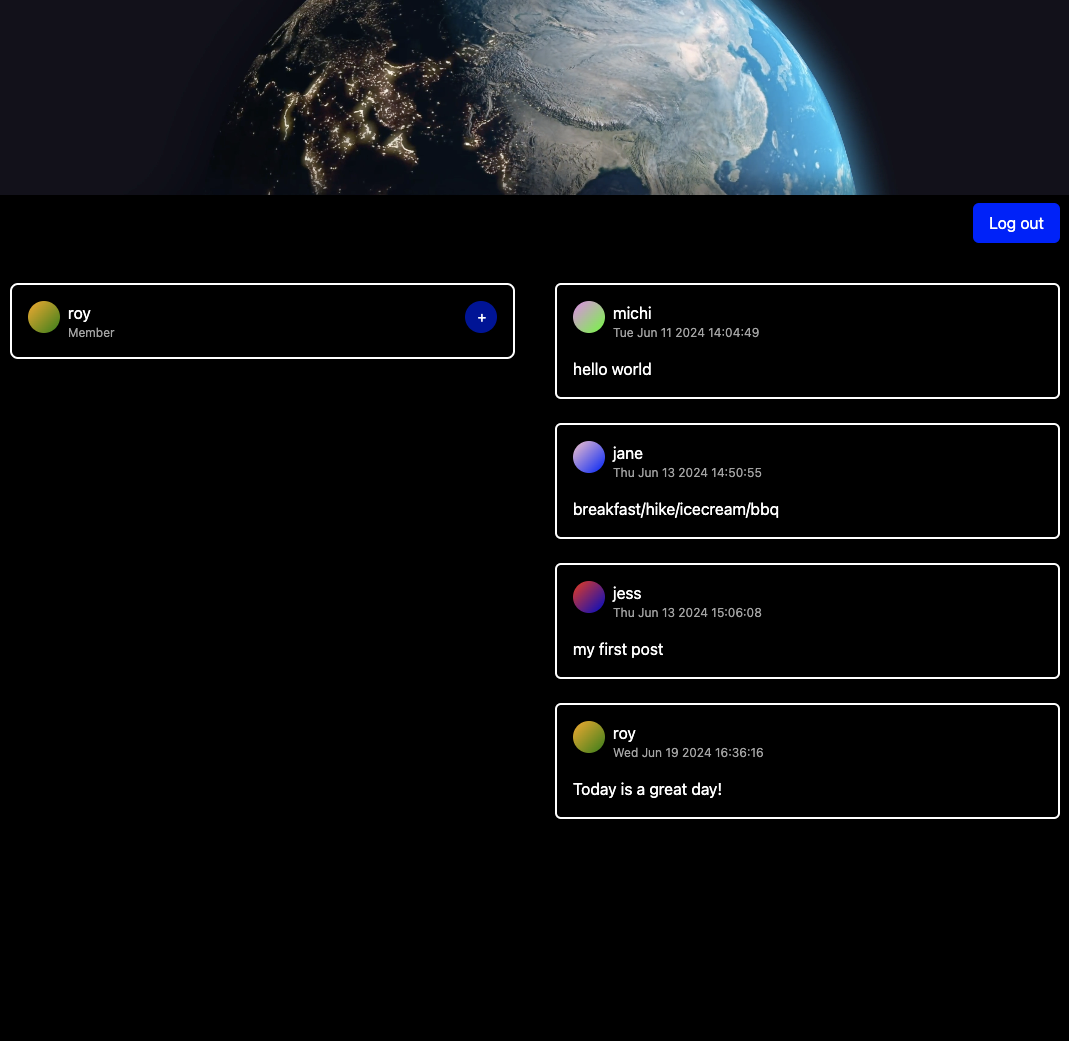 Log out
roy
Member
+
michi
Tue Jun 11 2024 14:04:49
hello world
jane
Thu Jun 13 2024 14:50:55
breakfast/hike/icecream/bbq
jess
Thu Jun 13 2024 15:06:08
my first post
roy
Wed Jun 19 2024 16:36:16
Today is a great day!